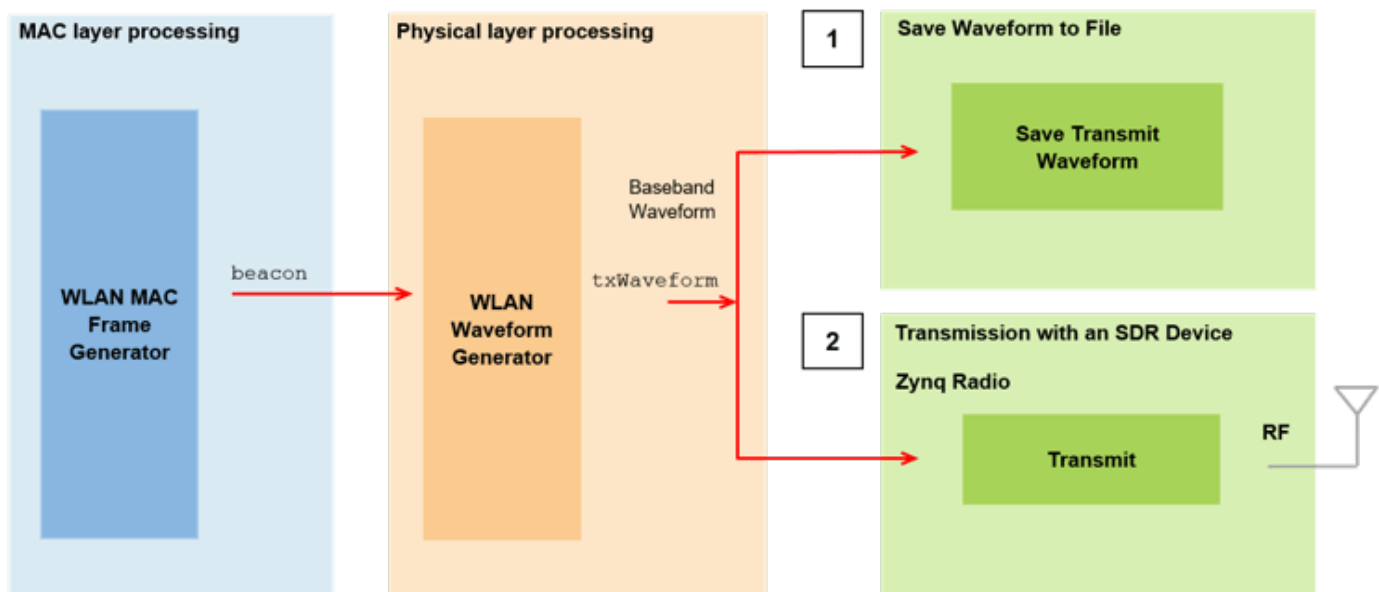 MAC layer processing
WLAN MAC
Frame
Generator
beacon
Physical layer processing
WLAN
Waveform
Generator
Baseband
Waveform
txWaveform
1
Save Waveform to File
Save Transmit
Waveform
2
Transmission with an SDR Device
Zynq Radio
Transmit
RF